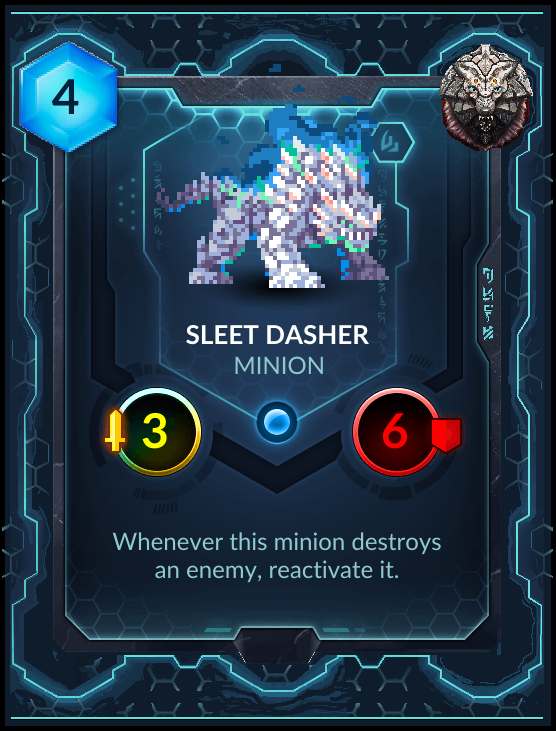 4
SLEET DASHER
MINION
3
6
Whenever this minion destroys
an enemy, reactivate it.